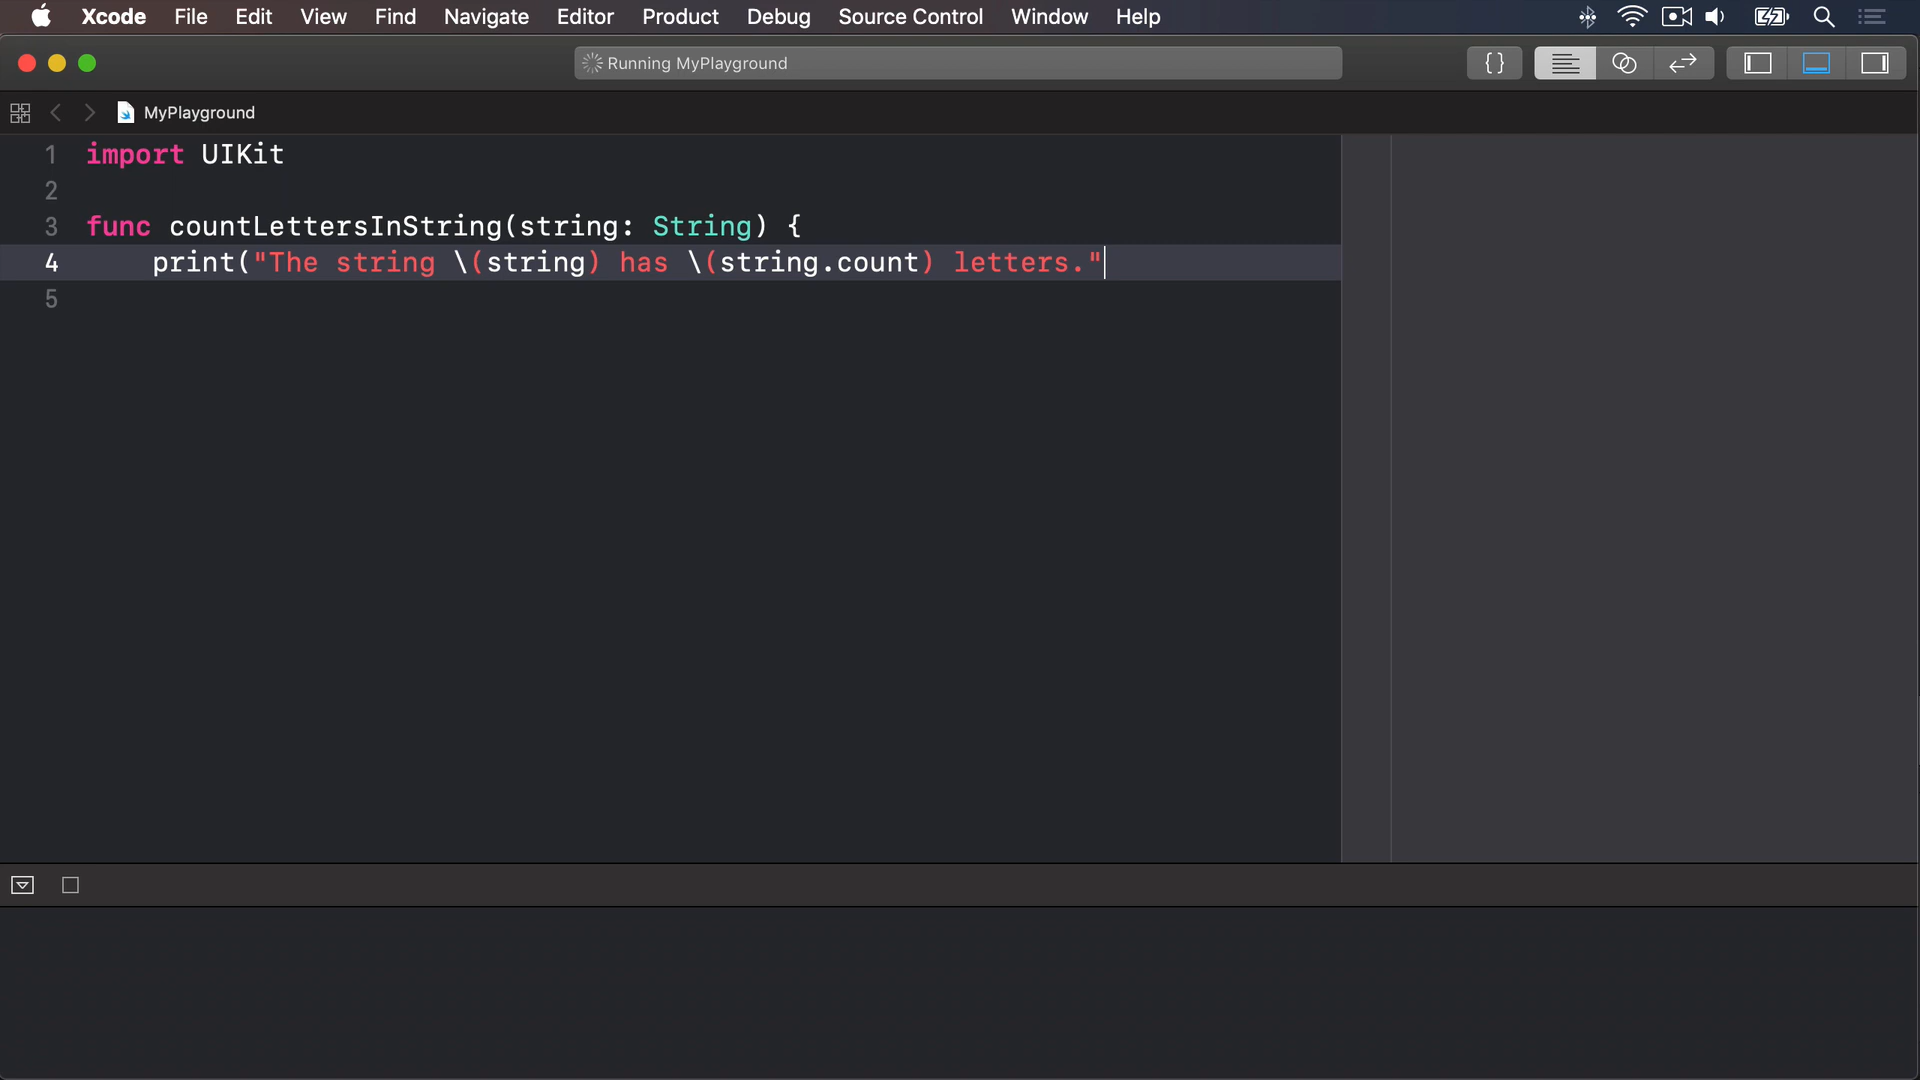 Xcode File Edit View Find Navigate Editor Product Debug Source Control Window Help
Running MyPlayground
{}
MyPlayground
1 import UIKit
2
3 func countLettersInString(string: String) {
4     print("The string \(string) has \(string.count) letters."
5